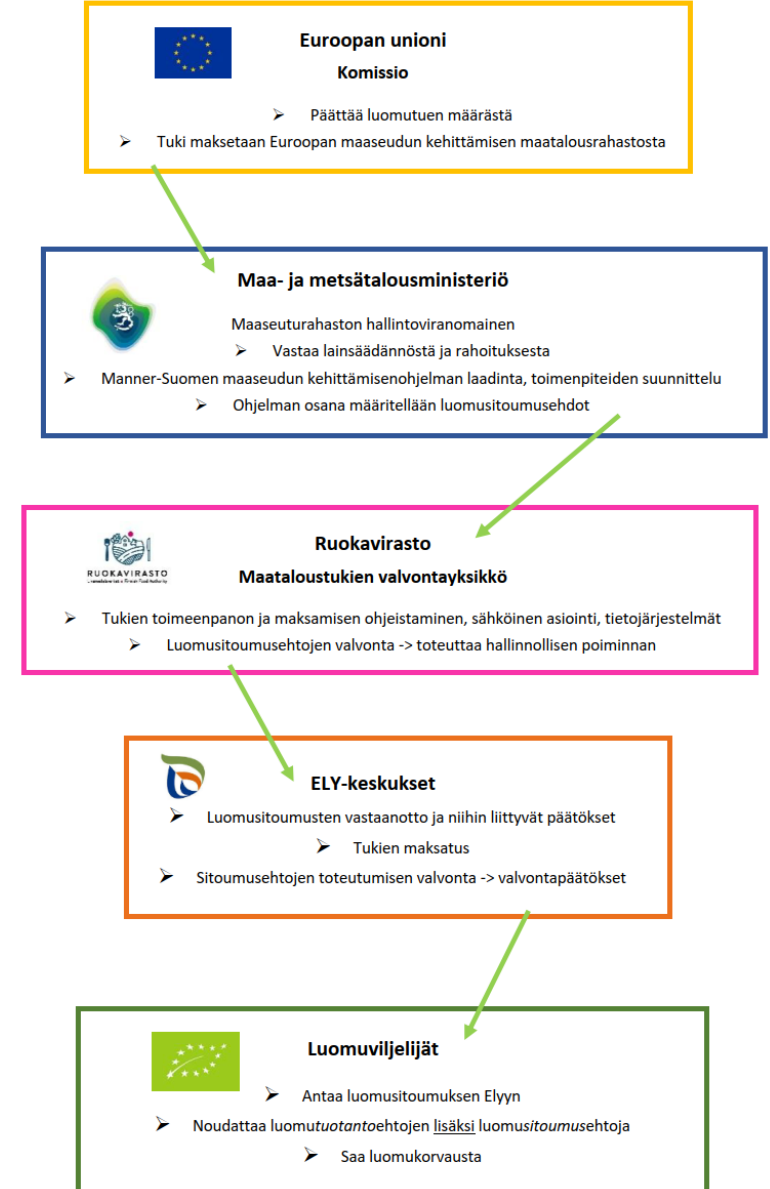 Euroopan unioni
Komissio
➢ Päättää luomutuen määrästä
➢ Tuki maksetaan Euroopan maaseudun kehittämisen maatalousrahastosta
Maa- ja metsätalousministeriö
Maaseuturahaston hallintoviranomainen
➢ Vastaa lainsäädännöstä ja rahoituksesta
➢ Manner-Suomen maaseudun kehittämisenohjelman laadinta, toimenpiteiden suunnittelu
➢ Ohjelman osana määritellään luomusitoumusehdot
RUOKAVIRASTO
Ruokavirasto
Maataloustukien valvontayksikkö
➢ Tukien toimeenpanon ja maksamisen ohjeistaminen, sähköinen asiointi, tietojärjestelmät
➢ Luomusitoumusehtojen valvonta -> toteuttaa hallinnollisen poiminnan
ELY-keskukset
➢ Luomusitoumusten vastaanotto ja niihin liittyvät päätökset
➢ Tukien maksatus
➢ Sitoumusehtojen toteutumisen valvonta -> valvontapäätökset
Luomuviljelijät
➢ Antaa luomusitoumuksen Elyyn
➢ Noudattaa luomutuotantoehtojen lisäksi luomusitoumusehtoja
➢ Saa luomukorvausta